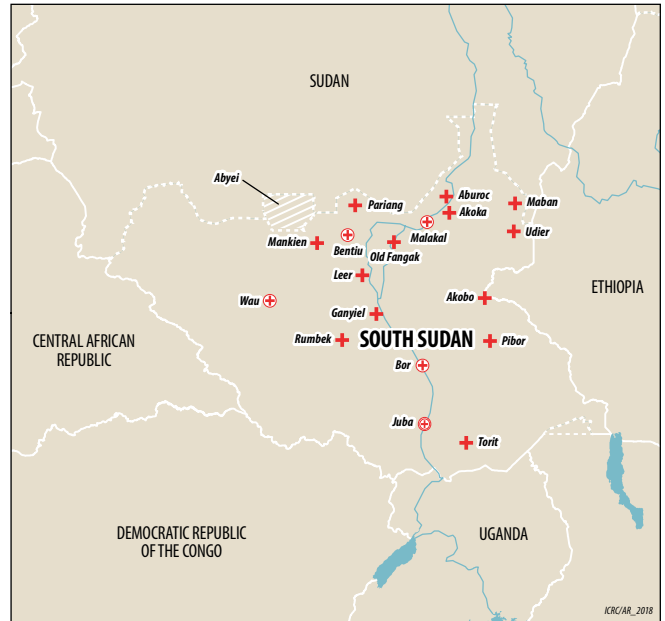 SUDAN
Abyei
Pariang
Aburoc
Maban
Akoka
Malakal
Udier
Mankien
Bentiu
Old Fangak
Leer
ETHIOPIA
Wau
Akobo
Ganyiel
CENTRAL AFRICAN
REPUBLIC
Rumbek
SOUTH SUDAN
Pibor
Bor
Juba
Torit
DEMOCRATIC REPUBLIC
OF THE CONGO
UGANDA
ICRC/AR_2018